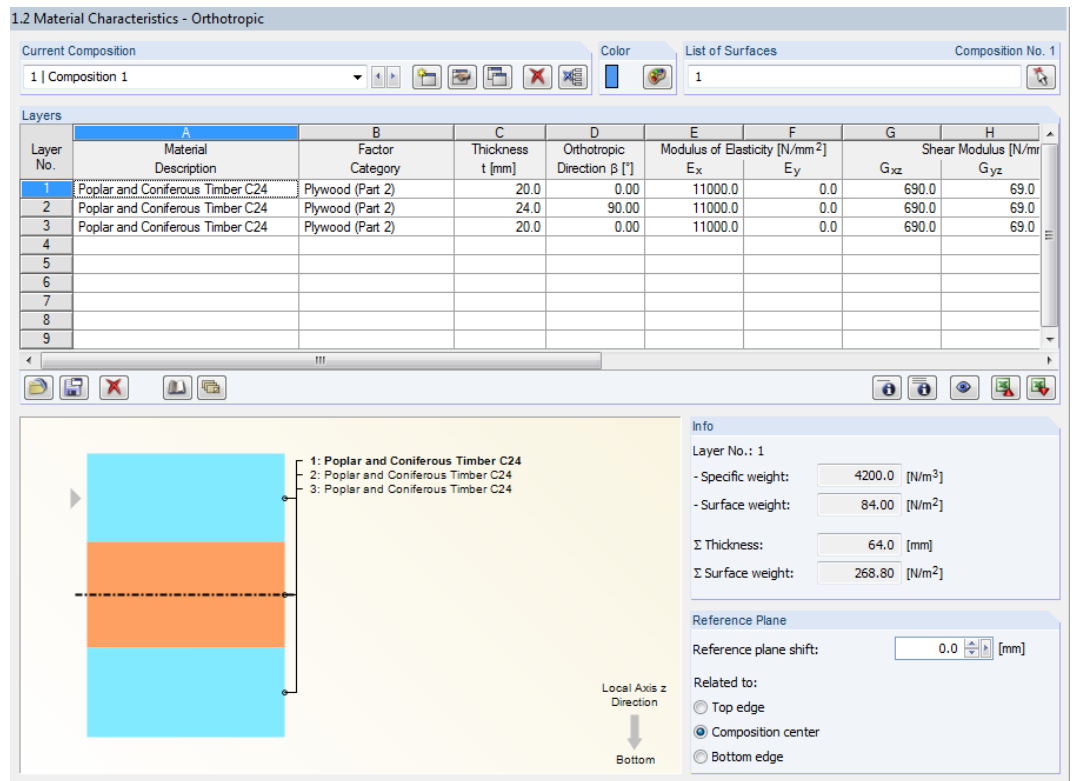 1.2 Material Characteristics - Orthotropic
Current Composition
Color
List of Surfaces
Composition No. 1
1 | Composition 1
1
Layers
A B C D E F G H
Layer Material Factor Thickness Orthotropic Modulus of Elasticity [N/mm²] Shear Modulus [N/mr
No. Description Category t [mm] Direction β [°] Ex Ey Gxz Gyz
1 Poplar and Coniferous Timber C24 Plywood (Part 2) 20.0 0.00 11000.0 0.0 690.0 69.0
2 Poplar and Coniferous Timber C24 Plywood (Part 2) 24.0 90.00 11000.0 0.0 690.0 69.0
3 Poplar and Coniferous Timber C24 Plywood (Part 2) 20.0 0.00 11000.0 0.0 690.0 69.0
4
5
6
7
8
9
1: Poplar and Coniferous Timber C24
2: Poplar and Coniferous Timber C24
3: Poplar and Coniferous Timber C24
Local Axis z
Direction
Bottom
Info
Layer No.: 1
- Specific weight: 4200.0 [N/m³]
- Surface weight: 84.00 [N/m²]
Σ Thickness: 64.0 [mm]
Σ Surface weight: 268.80 [N/m²]
Reference Plane
Reference plane shift: 0.0 [mm]
Related to:
Top edge
Composition center
Bottom edge